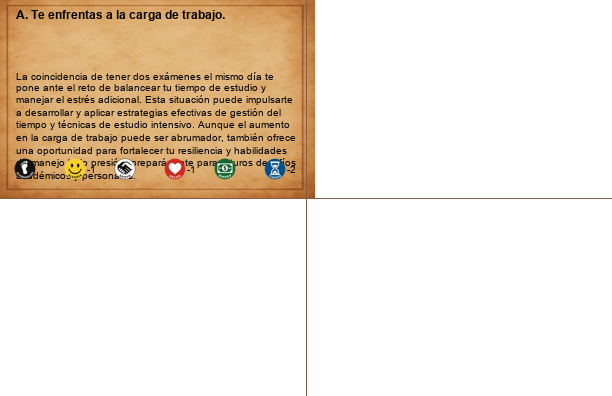 A. Te enfrentas a la carga de trabajo.
La coincidencia de tener dos exámenes el mismo día te
pone ante el reto de balancear tu tiempo de estudio y
manejar el estrés adicional. Esta situación puede impulsarte
a desarrollar y aplicar estrategias efectivas de gestión del
tiempo y técnicas de estudio intensivo. Aunque el aumento
en la carga de trabajo puede ser abrumador, también ofrece
una oportunidad para fortalecer tu resiliencia y habilidades
manejo presión
-1 -1 -2